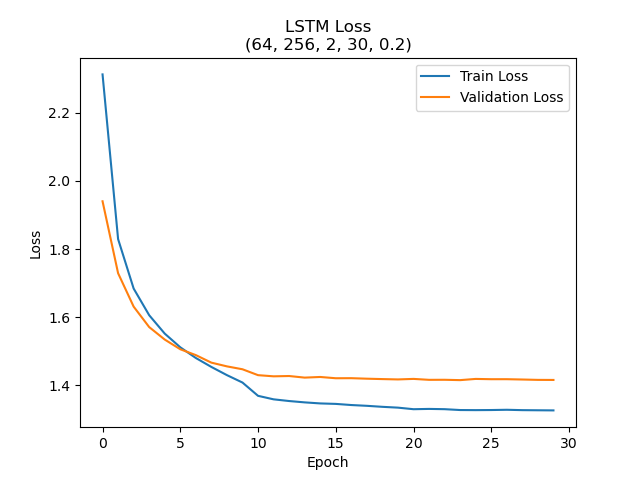 LSTM Loss
(64, 256, 2, 30, 0.2)
Train Loss
Validation Loss
Loss
2.2
2.0
1.8
1.6
1.4
0 5 10 15 20 25 30
Epoch